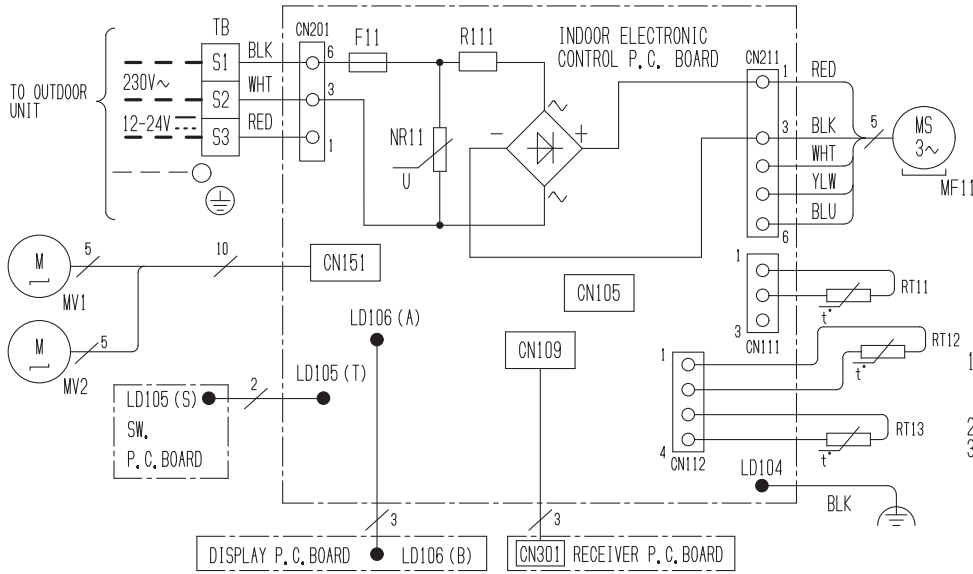 TO OUTDOOR
UNIT
230V~
12-24V
TB
S1
S2
S3
BLK
WHT
RED
CN201
6
3
1
F11
R111
NR11
U
-
+
~
~
INDOOR ELECTRONIC
CONTROL P.C. BOARD
CN211
1
3
6
RED
BLK
WHT
YLW
BLU
5
MS
3~
MF11
M
MV1
5
10
CN151
M
MV2
5
CN105
1
3
CN111
t°
RT11
CN109
1
4
CN112
t°
RT12
t°
RT13
LD106 (A)
LD105 (T)
LD105 (S)
2
SW.
P.C.BOARD
LD104
BLK
3
3
DISPLAY P.C.BOARD
LD106 (B)
CN301
RECEIVER P.C.BOARD
1
2
3